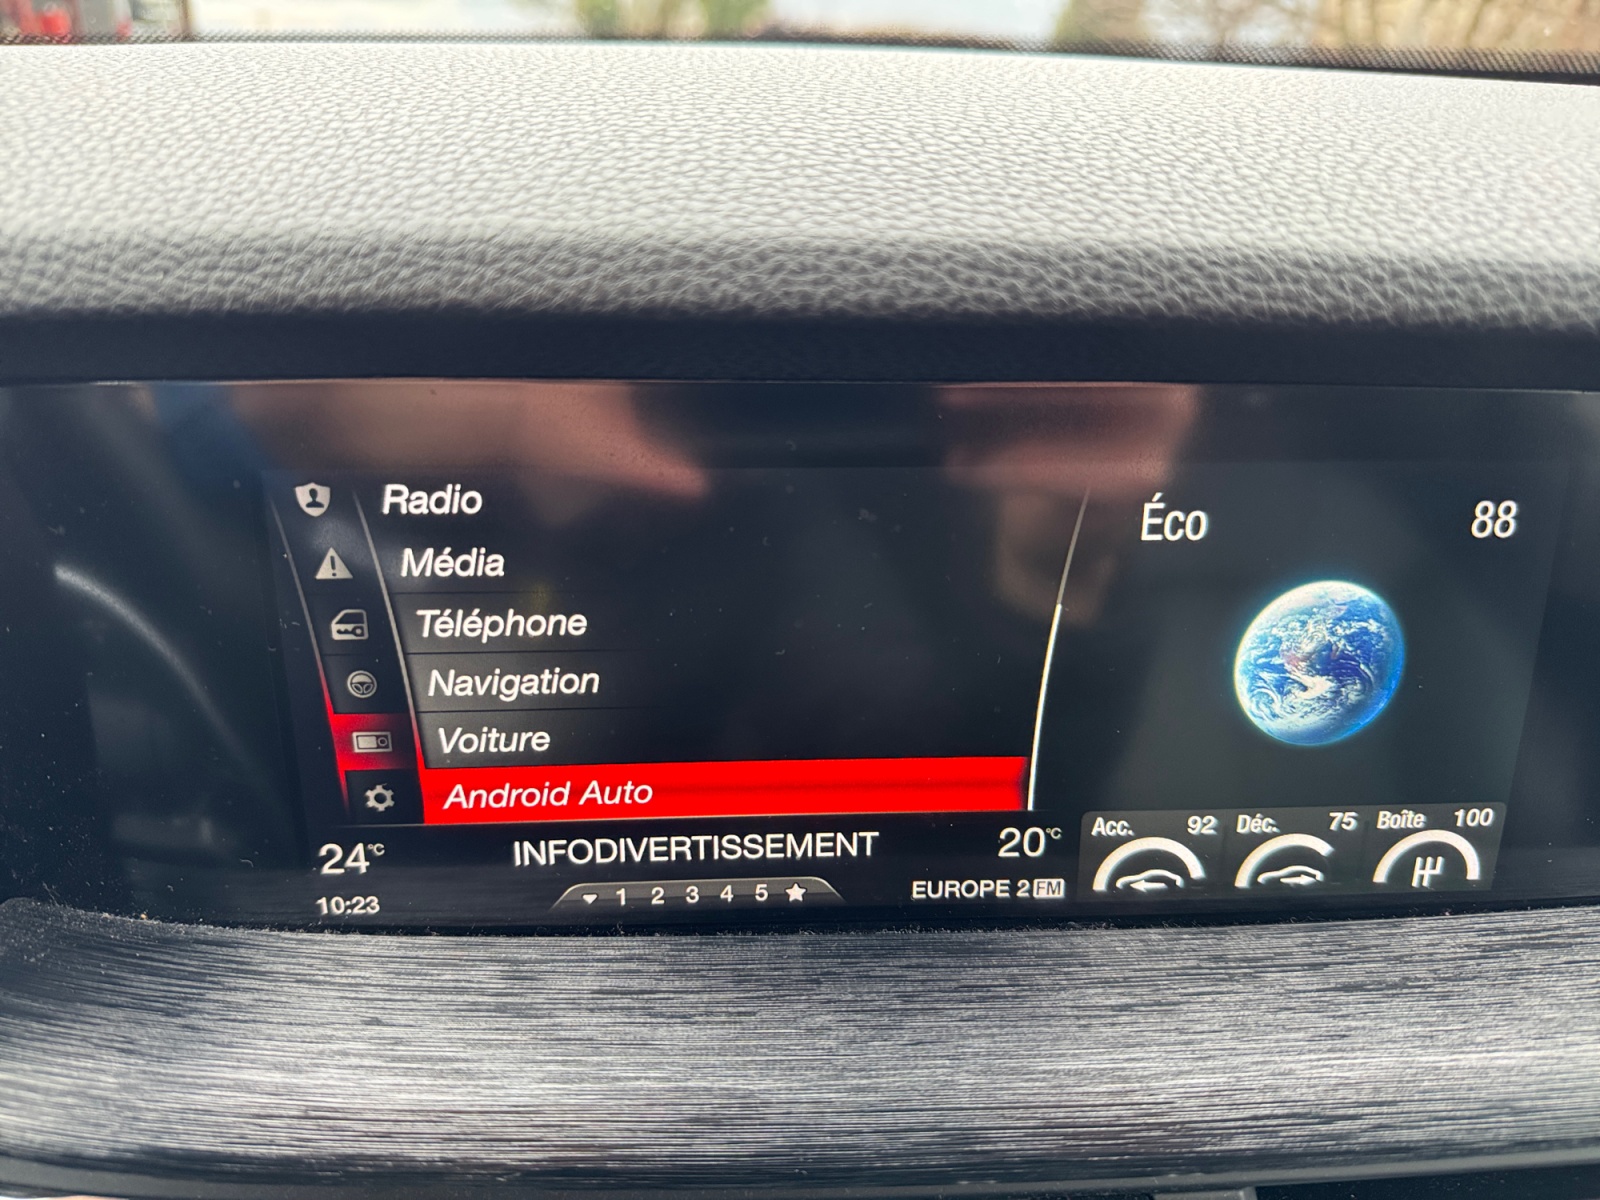 Radio
Média
Téléphone
Navigation
Voiture
Android Auto
Éco 88
Acc. 92 Déc. 75 Boîte 100
24°C INFODIVERTISSEMENT 20°C
10:23 1 2 3 4 5 EUROPE 2 FM